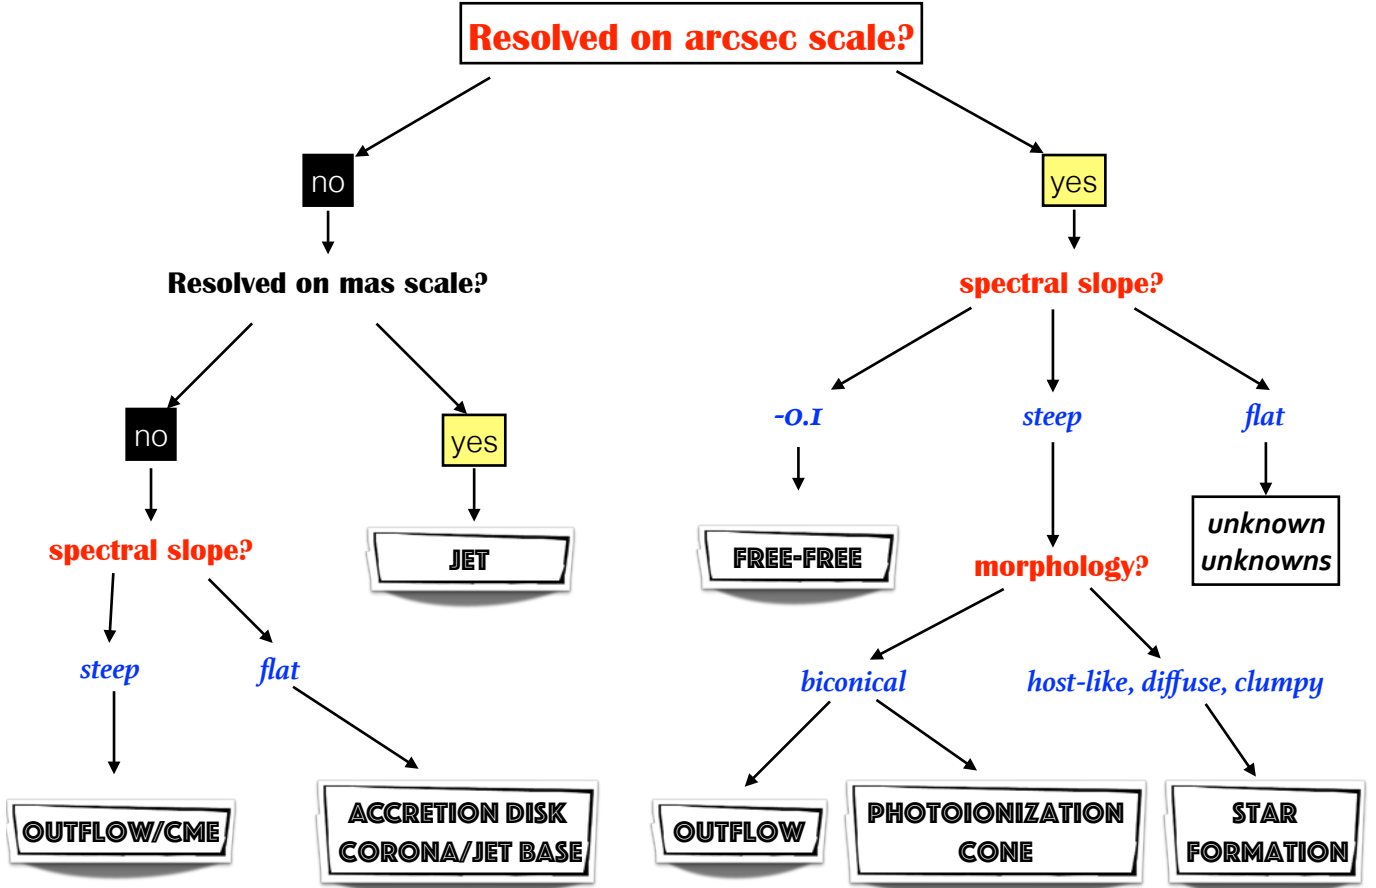 Resolved on arcsec scale?
no
yes
Resolved on mas scale?
spectral slope?
no
yes
-0.1
steep
flat
spectral slope?
JET
FREE-FREE
morphology?
unknown
unknowns
steep
flat
biconical
host-like, diffuse, clumpy
OUTFLOW/CME
ACCRETION DISK
CORONA/JET BASE
OUTFLOW
PHOTOIONIZATION
CONE
STAR
FORMATION